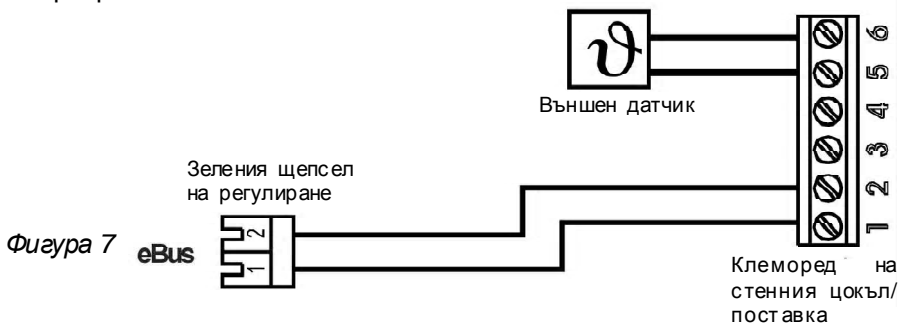 ϑ
6
5
4
3
2
1
Външен датчик
Зеления щепсел
на регулиране
Фигура 7
eBus
2
1
Клеморед на
стенния цокъл/
поставка